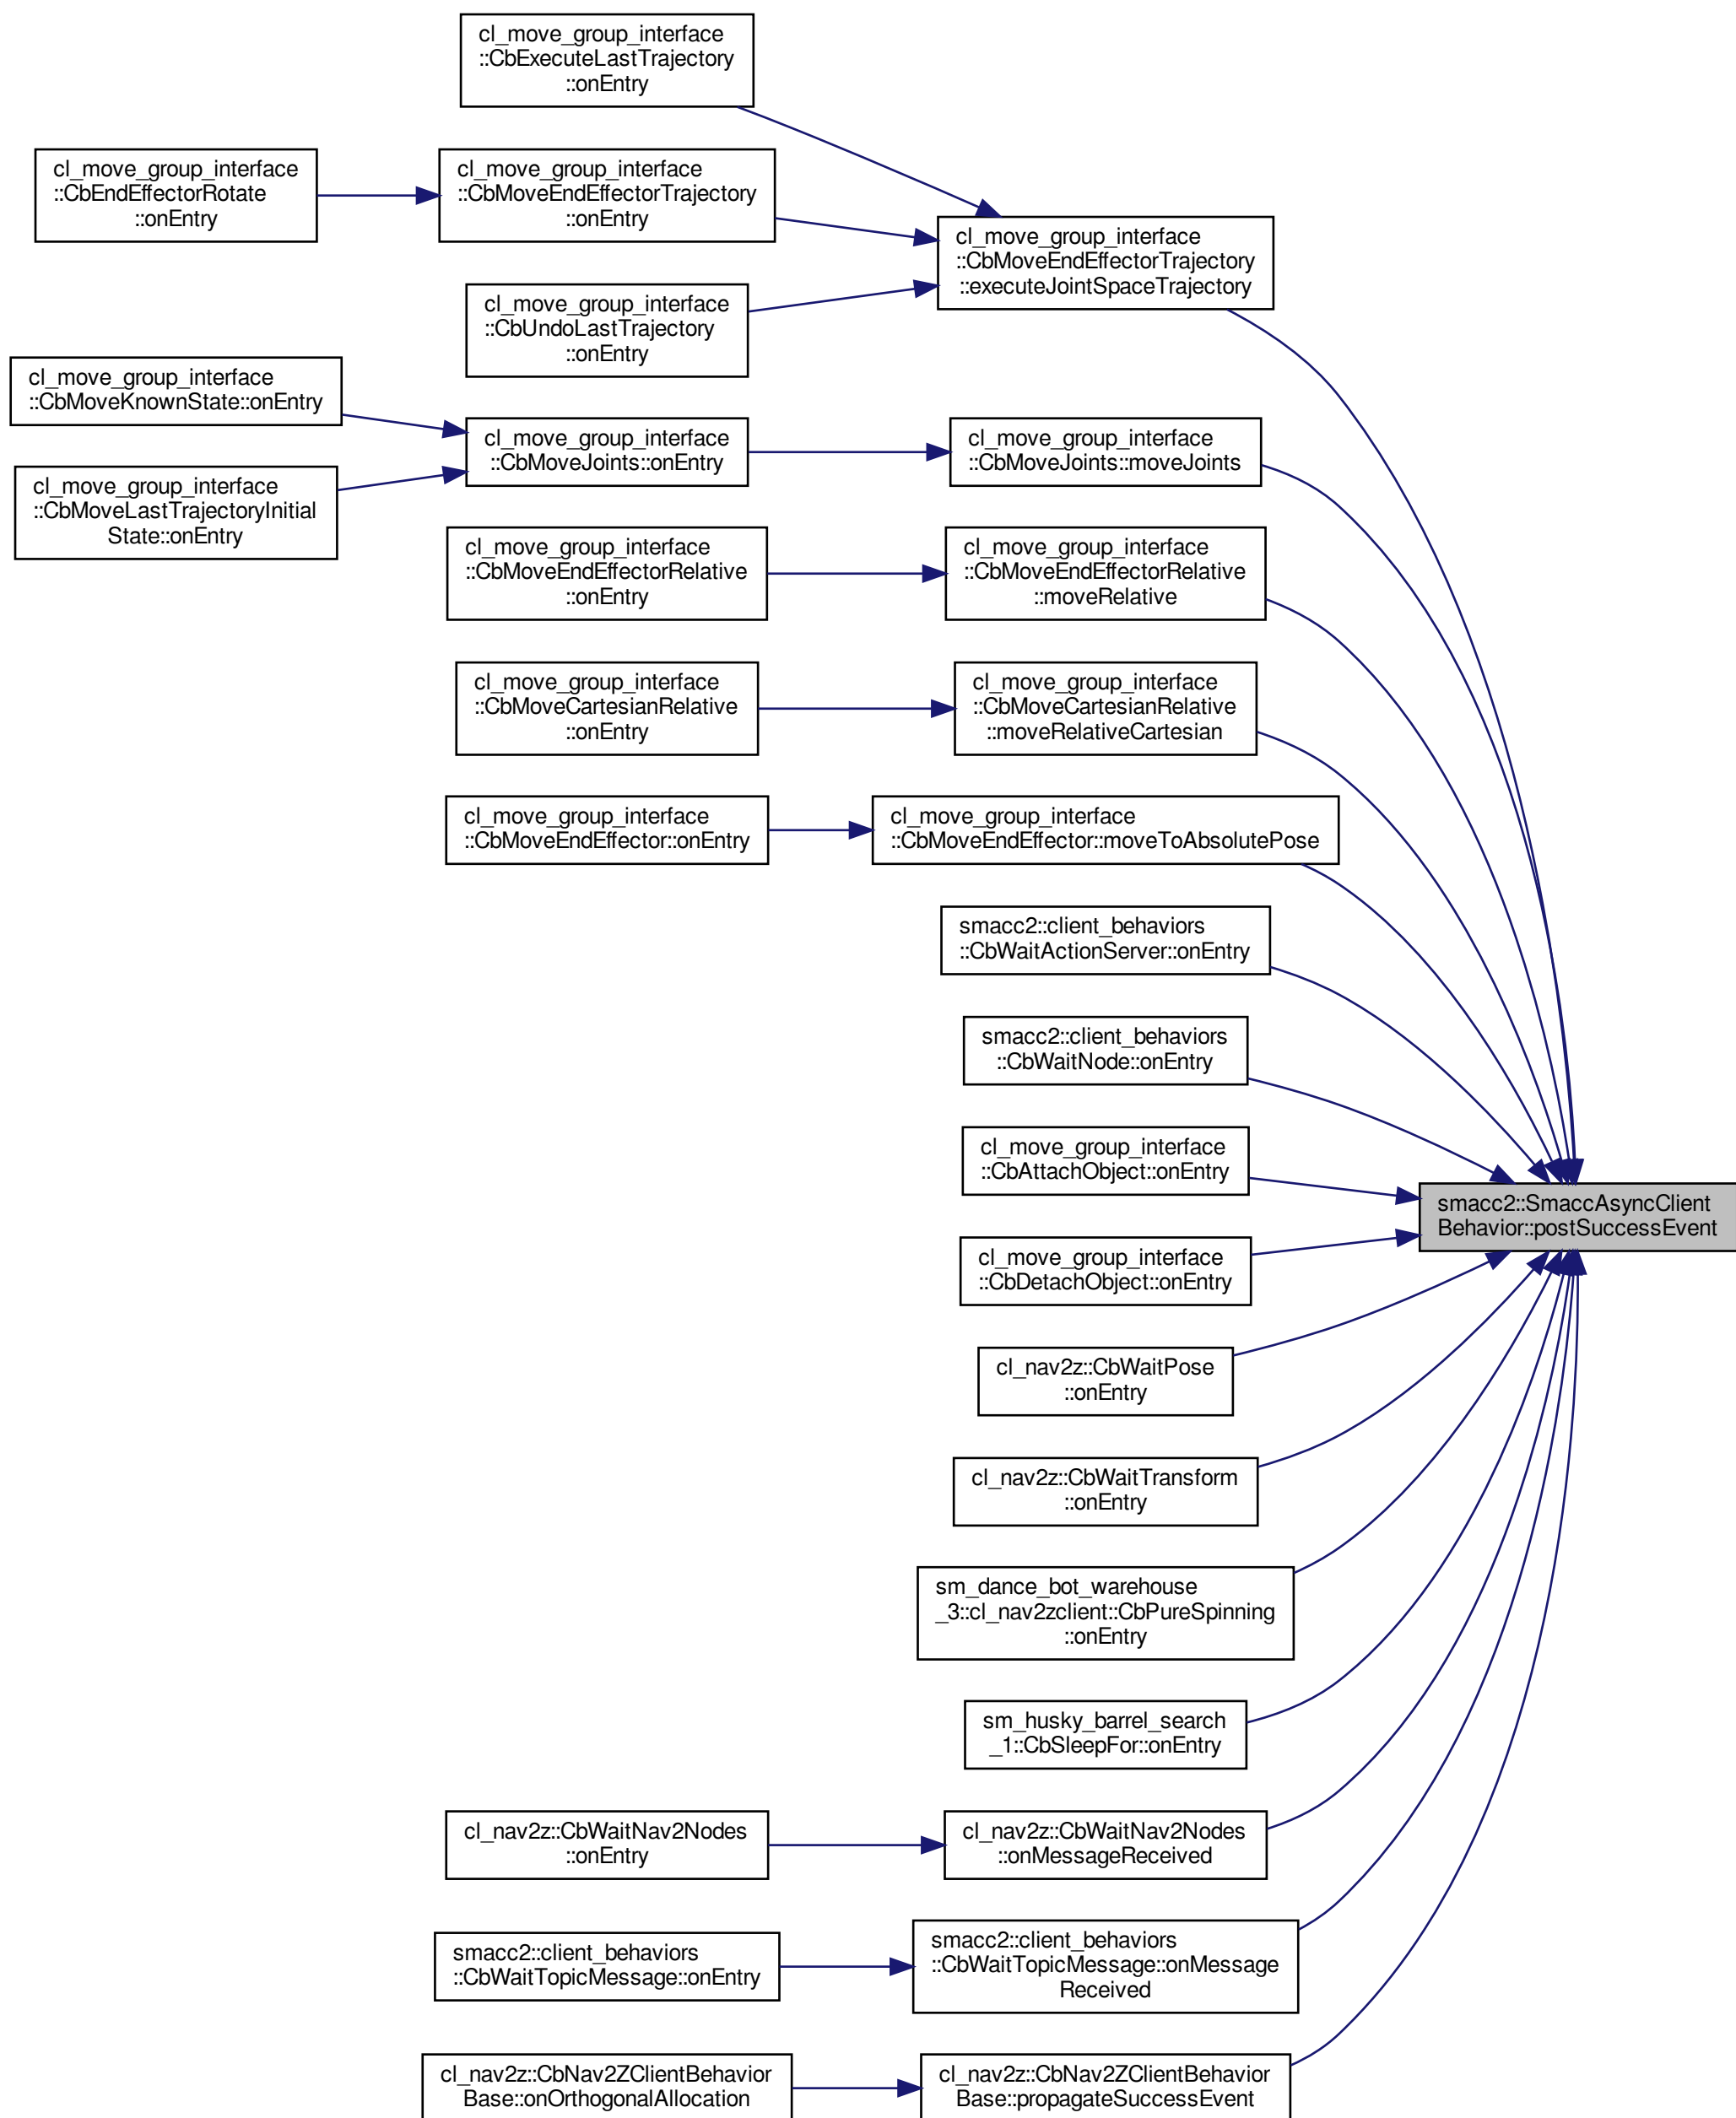 cl_move_group_interface
::CbExecuteLastTrajectory
::onEntry
cl_move_group_interface
::CbEndEffectorRotate
::onEntry
cl_move_group_interface
::CbMoveEndEffectorTrajectory
::onEntry
cl_move_group_interface
::CbMoveEndEffectorTrajectory
::executeJointSpaceTrajectory
cl_move_group_interface
::CbUndoLastTrajectory
::onEntry
cl_move_group_interface
::CbMoveKnownState::onEntry
cl_move_group_interface
::CbMoveJoints::onEntry
cl_move_group_interface
::CbMoveJoints::moveJoints
cl_move_group_interface
::CbMoveLastTrajectoryInitial
State::onEntry
cl_move_group_interface
::CbMoveEndEffectorRelative
::onEntry
cl_move_group_interface
::CbMoveEndEffectorRelative
::moveRelative
cl_move_group_interface
::CbMoveCartesianRelative
::onEntry
cl_move_group_interface
::CbMoveCartesianRelative
::moveRelativeCartesian
cl_move_group_interface
::CbMoveEndEffector::onEntry
cl_move_group_interface
::CbMoveEndEffector::moveToAbsolutePose
smacc2::client_behaviors
::CbWaitActionServer::onEntry
smacc2::client_behaviors
::CbWaitNode::onEntry
cl_move_group_interface
::CbAttachObject::onEntry
smacc2::SmaccAsyncClient
Behavior::postSuccessEvent
cl_move_group_interface
::CbDetachObject::onEntry
cl_nav2z::CbWaitPose
::onEntry
cl_nav2z::CbWaitTransform
::onEntry
sm_dance_bot_warehouse
_3::cl_nav2zclient::CbPureSpinning
::onEntry
sm_husky_barrel_search
_1::CbSleepFor::onEntry
cl_nav2z::CbWaitNav2Nodes
::onEntry
cl_nav2z::CbWaitNav2Nodes
::onMessageReceived
smacc2::client_behaviors
::CbWaitTopicMessage::onEntry
smacc2::client_behaviors
::CbWaitTopicMessage::onMessage
Received
cl_nav2z::CbNav2ZClientBehavior
Base::onOrthogonalAllocation
cl_nav2z::CbNav2ZClientBehavior
Base::propagateSuccessEvent